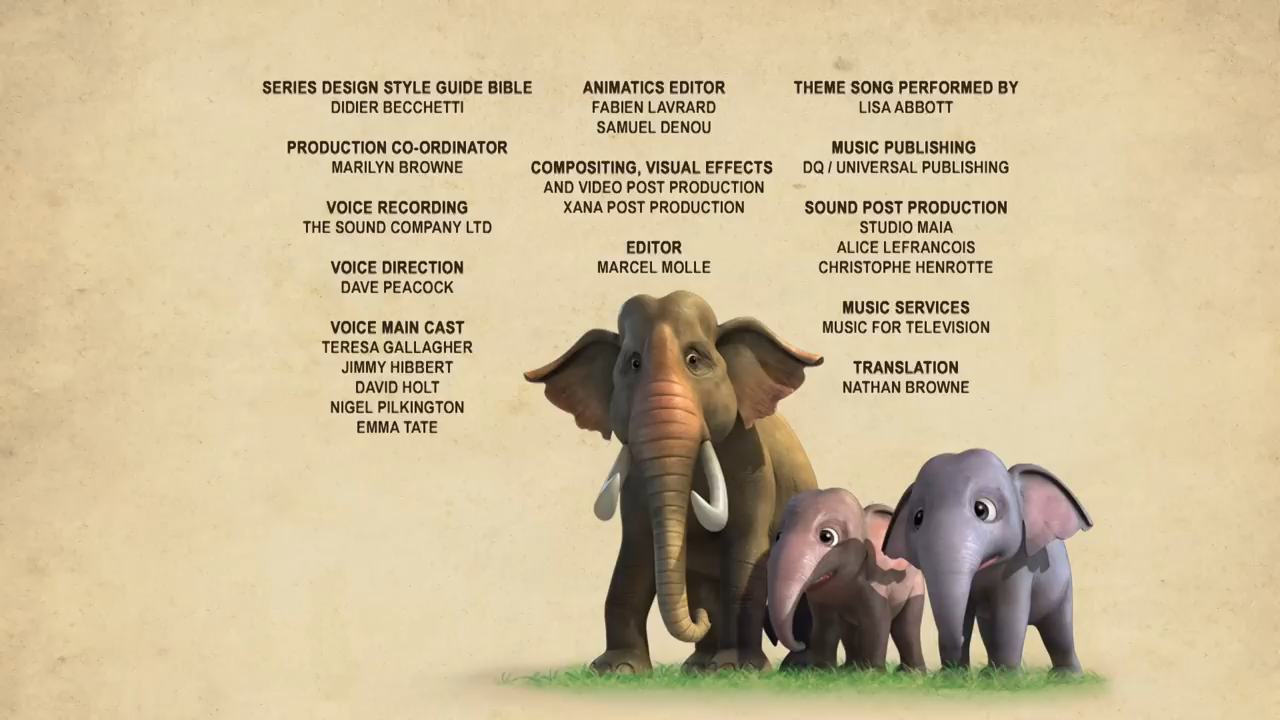 SERIES DESIGN STYLE GUIDE BIBLE
DIDIER BECCHETTI
PRODUCTION CO-ORDINATOR
MARILYN BROWNE
VOICE RECORDING
THE SOUND COMPANY LTD
VOICE DIRECTION
DAVE PEACOCK
VOICE MAIN CAST
TERESA GALLAGHER
JIMMY HIBBERT
DAVID HOLT
NIGEL PILKINGTON
EMMA TATE
ANIMATICS EDITOR
FABIEN LAVRARD
SAMUEL DENOU
COMPOSITING, VISUAL EFFECTS
AND VIDEO POST PRODUCTION
XANA POST PRODUCTION
EDITOR
MARCEL MOLLE
THEME SONG PERFORMED BY
LISA ABBOTT
MUSIC PUBLISHING
DQ / UNIVERSAL PUBLISHING
SOUND POST PRODUCTION
STUDIO MAIA
ALICE LEFRANCOIS
CHRISTOPHE HENROTTE
MUSIC SERVICES
MUSIC FOR TELEVISION
TRANSLATION
NATHAN BROWNE